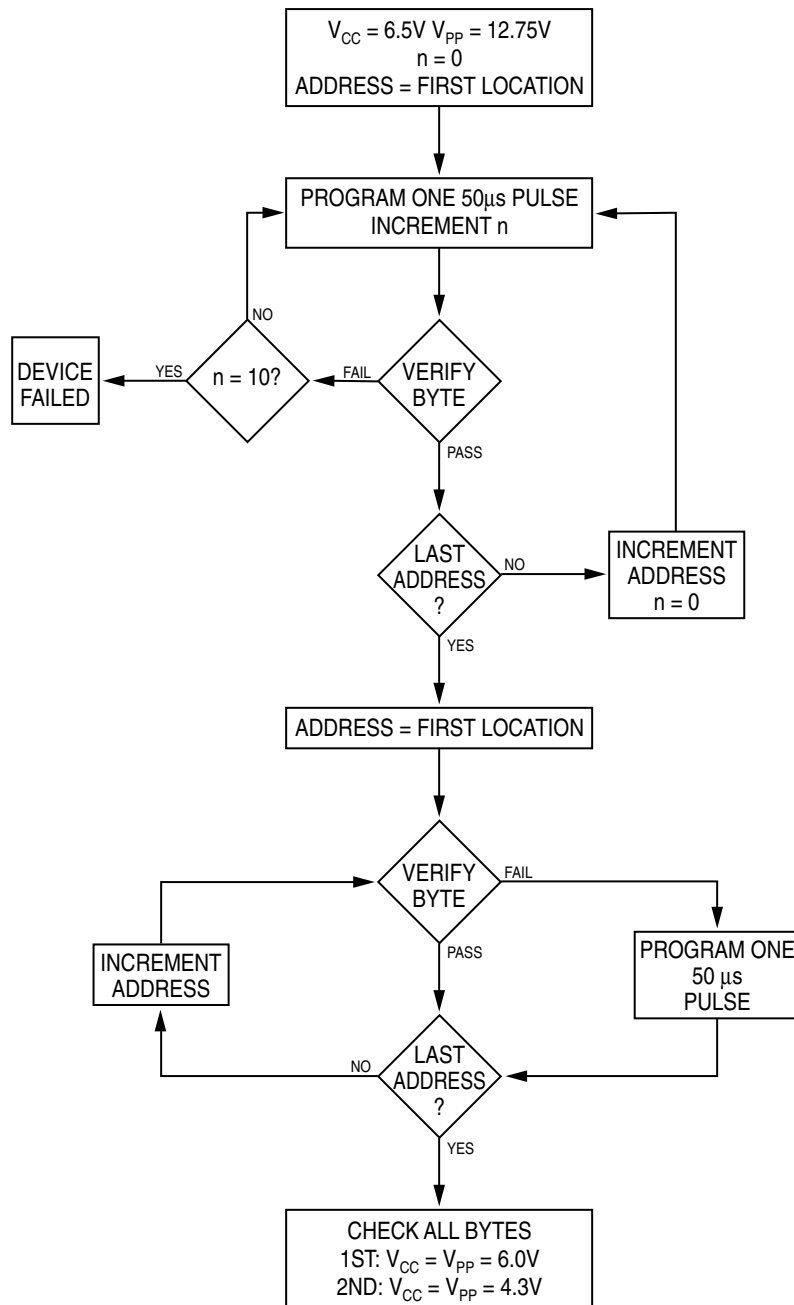 V_CC = 6.5V V_PP = 12.75V
n = 0
ADDRESS = FIRST LOCATION
PROGRAM ONE 50µs PULSE
INCREMENT n
NO
DEVICE
FAILED
YES
n = 10?
FAIL
VERIFY
BYTE
PASS
LAST
ADDRESS
?
NO
INCREMENT
ADDRESS
n = 0
YES
ADDRESS = FIRST LOCATION
VERIFY
BYTE
FAIL
PASS
INCREMENT
ADDRESS
PROGRAM ONE
50 µs
PULSE
NO
LAST
ADDRESS
?
YES
CHECK ALL BYTES
1ST: V_CC = V_PP = 6.0V
2ND: V_CC = V_PP = 4.3V